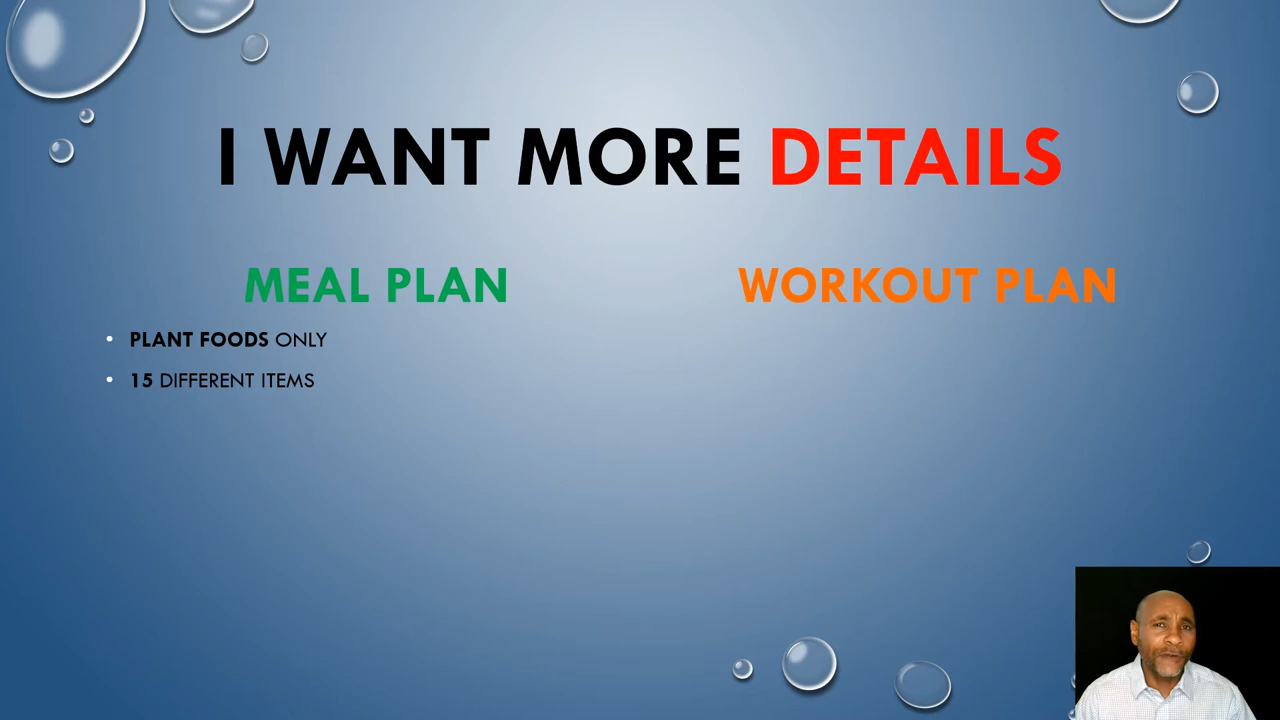 I WANT MORE DETAILS
MEAL PLAN
• PLANT FOODS ONLY
• 15 DIFFERENT ITEMS
WORKOUT PLAN